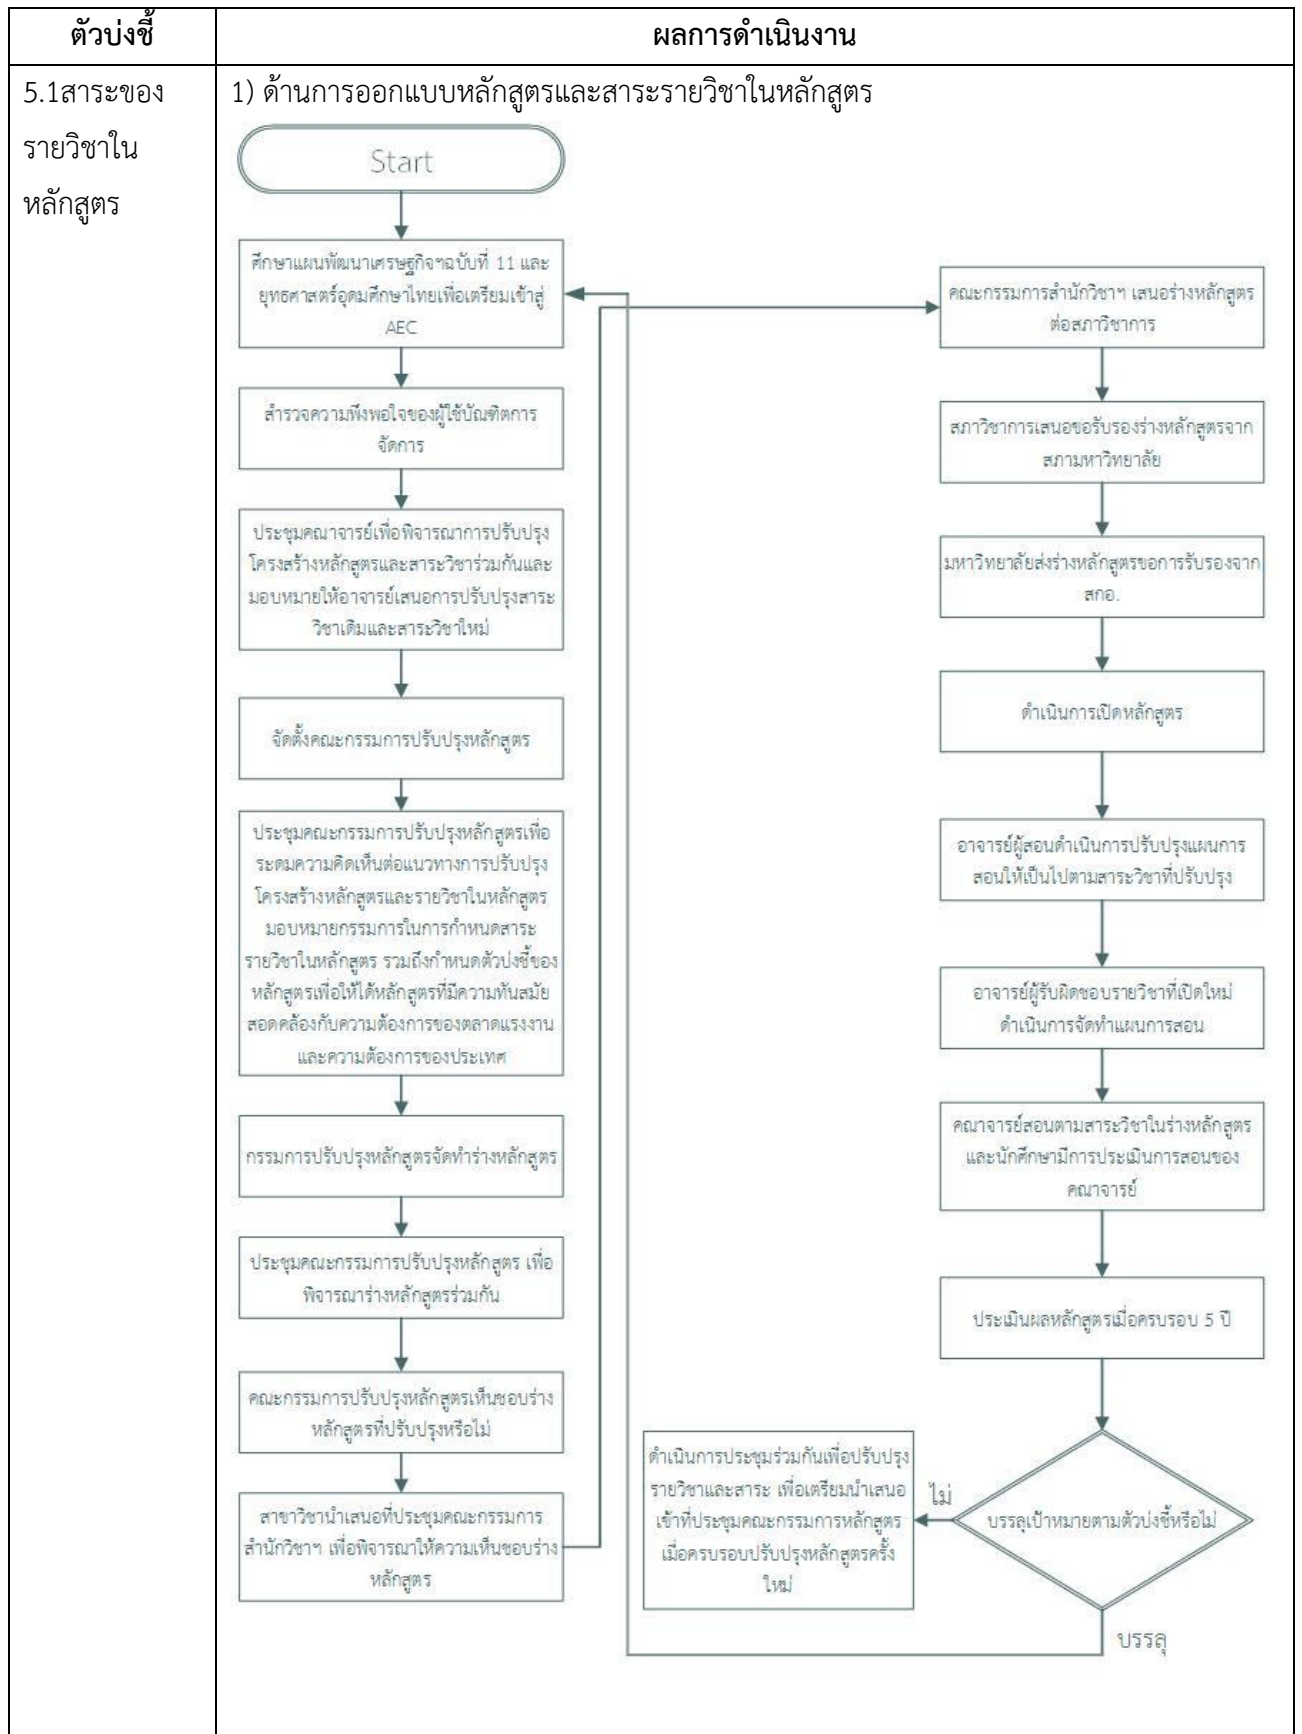 ตัวบ่งชี้
ผลการดำเนินงาน
5.1สาระของ
รายวิชาใน
หลักสูตร
1) ด้านการออกแบบหลักสูตรและสาระรายวิชาในหลักสูตร
Start
ศึกษาแผนพัฒนาเศรษฐกิจฯฉบับที่ 11 และ
ยุทธศาสตร์อุดมศึกษาไทยเพื่อเตรียมเข้าสู่
AEC
สำรวจความพึงพอใจของผู้ใช้บัณฑิตการ
จัดการ
ประชุมคณาจารย์เพื่อพิจารณาการปรับปรุง
โครงสร้างหลักสูตรและสาระวิชาร่วมกันและ
มอบหมายให้อาจารย์เสนอการปรับปรุงสาระ
วิชาเดิมและสาระวิชาใหม่
จัดตั้งคณะกรรมการปรับปรุงหลักสูตร
ประชุมคณะกรรมการปรับปรุงหลักสูตรเพื่อ
ระดมความคิดเห็นต่อแนวทางการปรับปรุง
โครงสร้างหลักสูตรและรายวิชาในหลักสูตร
มอบหมายกรรมการในการกำหนดสาระ
รายวิชาในหลักสูตร รวมถึงกำหนดตัวบ่งชี้ของ
หลักสูตรเพื่อให้ได้หลักสูตรที่มีความทันสมัย
สอดคล้องกับความต้องการของตลาดแรงงาน
และความต้องการของประเทศ
กรรมการปรับปรุงหลักสูตรจัดทำร่างหลักสูตร
ประชุมคณะกรรมการปรับปรุงหลักสูตร เพื่อ
พิจารณาร่างหลักสูตรร่วมกัน
คณะกรรมการปรับปรุงหลักสูตรเห็นชอบร่าง
หลักสูตรที่ปรับปรุงหรือไม่
สาขาวิชานำเสนอที่ประชุมคณะกรรมการ
สำนักวิชาฯ เพื่อพิจารณาให้ความเห็นชอบร่าง
หลักสูตร
คณะกรรมการสำนักวิชาฯ เสนอร่างหลักสูตร
ต่อสภาวิชาการ
สภาวิชาการเสนอขอรับรองร่างหลักสูตรจาก
สภามหาวิทยาลัย
มหาวิทยาลัยส่งร่างหลักสูตรขอการรับรองจาก
สกอ.
ดำเนินการเปิดหลักสูตร
อาจารย์ผู้สอนดำเนินการปรับปรุงแผนการ
สอนให้เป็นไปตามสาระวิชาที่ปรับปรุง
อาจารย์ผู้รับผิดชอบรายวิชาที่เปิดใหม่
ดำเนินการจัดทำแผนการสอน
คณาจารย์สอนตามสาระวิชาในร่างหลักสูตร
และนักศึกษามีการประเมินการสอนของ
คณาจารย์
ประเมินผลหลักสูตรเมื่อครบรอบ 5 ปี
บรรลุเป้าหมายตามตัวบ่งชี้หรือไม่
ไม่
ดำเนินการประชุมร่วมกันเพื่อปรับปรุง
รายวิชาและสาระ เพื่อเตรียมนำเสนอ
เข้าที่ประชุมคณะกรรมการหลักสูตร
เมื่อครบรอบปรับปรุงหลักสูตรครั้ง
ใหม่
บรรลุ